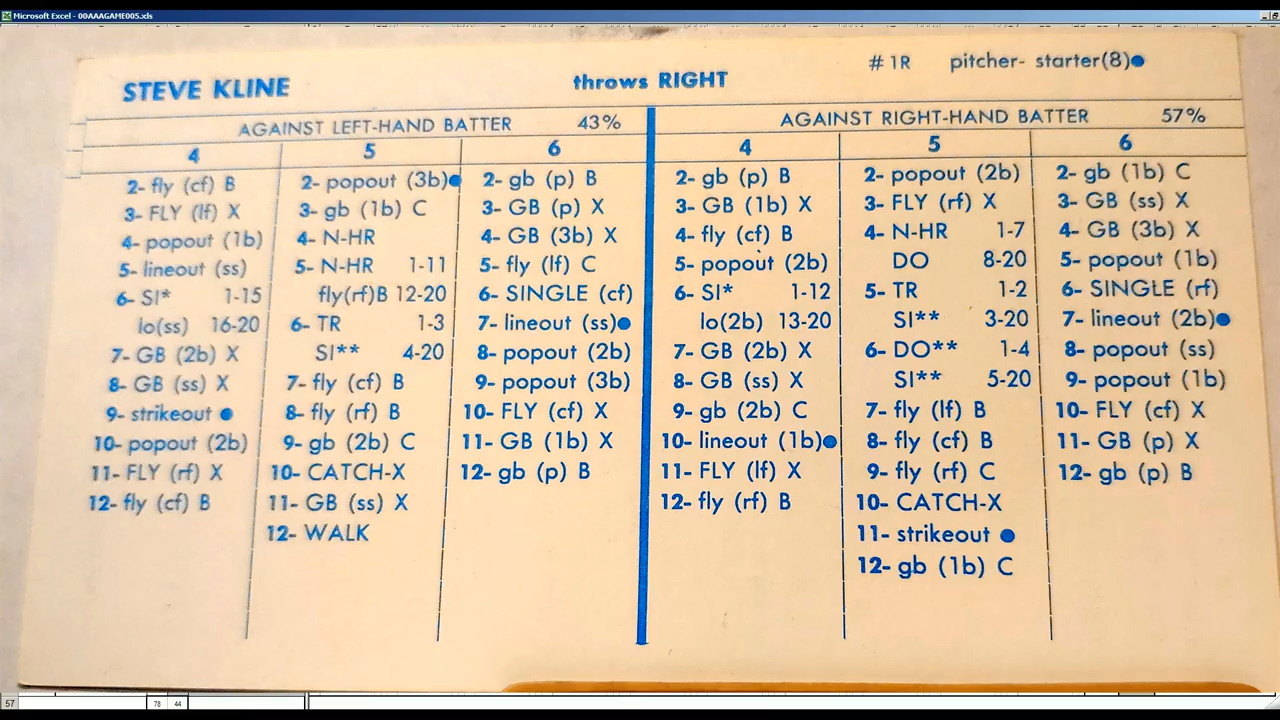 Microsoft Excel - 00AAAGAME005.xls
STEVE KLINE
throws RIGHT
# 1R pitcher- starter(8)●
AGAINST LEFT-HAND BATTER 43%
4
2- fly (cf) B
3- FLY (lf) X
4- popout (1b)
5- lineout (ss)
6- SI* 1-15
lo(ss) 16-20
7- GB (2b) X
8- GB (ss) X
9- strikeout ●
10- popout (2b)
11- FLY (rf) X
12- fly (cf) B
5
2- popout (3b)●
3- gb (1b) C
4- N-HR
5- N-HR 1-11
fly(rf)B 12-20
6- TR 1-3
SI** 4-20
7- fly (cf) B
8- fly (rf) B
9- gb (2b) C
10- CATCH-X
11- GB (ss) X
12- WALK
6
2- gb (p) B
3- GB (p) X
4- GB (3b) X
5- fly (lf) C
6- SINGLE (cf)
7- lineout (ss)●
8- popout (2b)
9- popout (3b)
10- FLY (cf) X
11- GB (1b) X
12- gb (p) B
AGAINST RIGHT-HAND BATTER 57%
4
2- gb (p) B
3- GB (1b) X
4- fly (cf) B
5- popout (2b)
6- SI* 1-12
lo(2b) 13-20
7- GB (2b) X
8- GB (ss) X
9- gb (2b) C
10- lineout (1b)●
11- FLY (lf) X
12- fly (rf) B
5
2- popout (2b)
3- FLY (rf) X
4- N-HR 1-7
DO 8-20
5- TR 1-2
SI** 3-20
6- DO** 1-4
SI** 5-20
7- fly (lf) B
8- fly (cf) B
9- fly (rf) C
10- CATCH-X
11- strikeout ●
12- gb (1b) C
6
2- gb (1b) C
3- GB (ss) X
4- GB (3b) X
5- popout (1b)
6- SINGLE (rf)
7- lineout (2b)●
8- popout (ss)
9- popout (1b)
10- FLY (cf) X
11- GB (p) X
12- gb (p) B
57 78 44